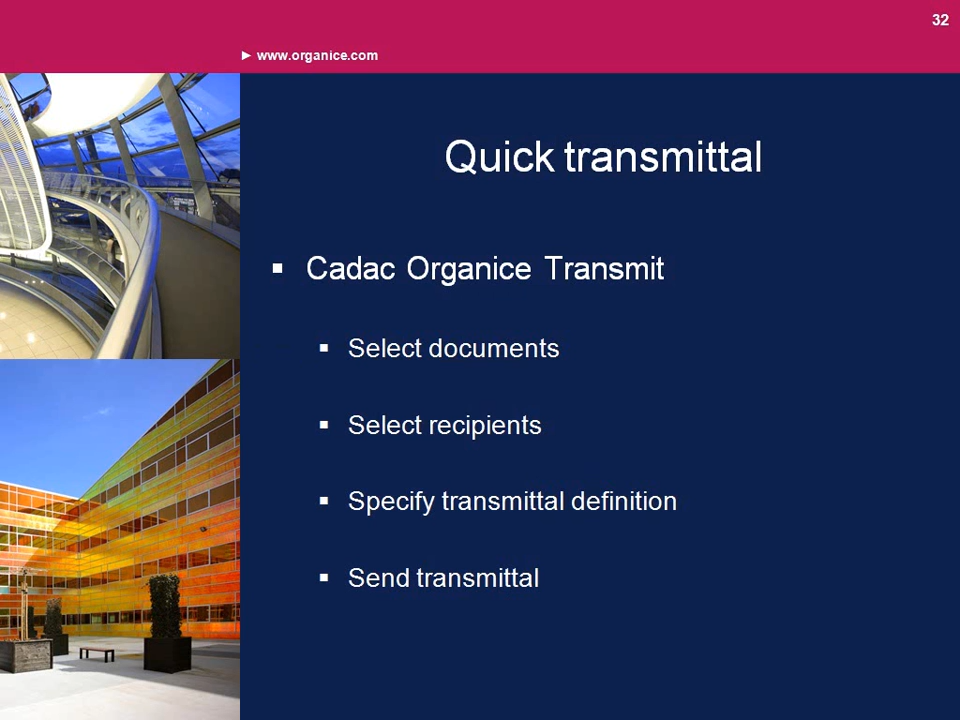 32
► www.organice.com
Quick transmittal
▪ Cadac Organice Transmit
▪ Select documents
▪ Select recipients
▪ Specify transmittal definition
▪ Send transmittal